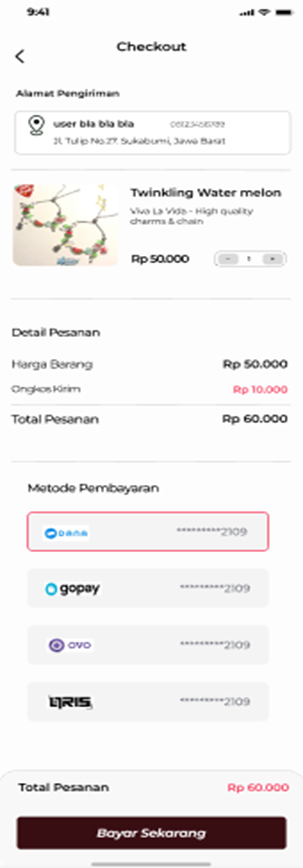 9:41
Checkout
Alamat Pengiriman
user bla bla bla 08123456789
Jl. Tulip No.27. Sukabumi, Jawa Barat
Twinkling Water melon
Viva La Vida - High quality
charms & chain
Rp 50.000 - 1 +
Detail Pesanan
Harga Barang Rp 50.000
Ongkos Kirim Rp 10.000
Total Pesanan Rp 60.000
Metode Pembayaran
DANA *********2109
gopay *********2109
OVO *********2109
QRIS *********2109
Total Pesanan Rp 60.000
Bayar Sekarang